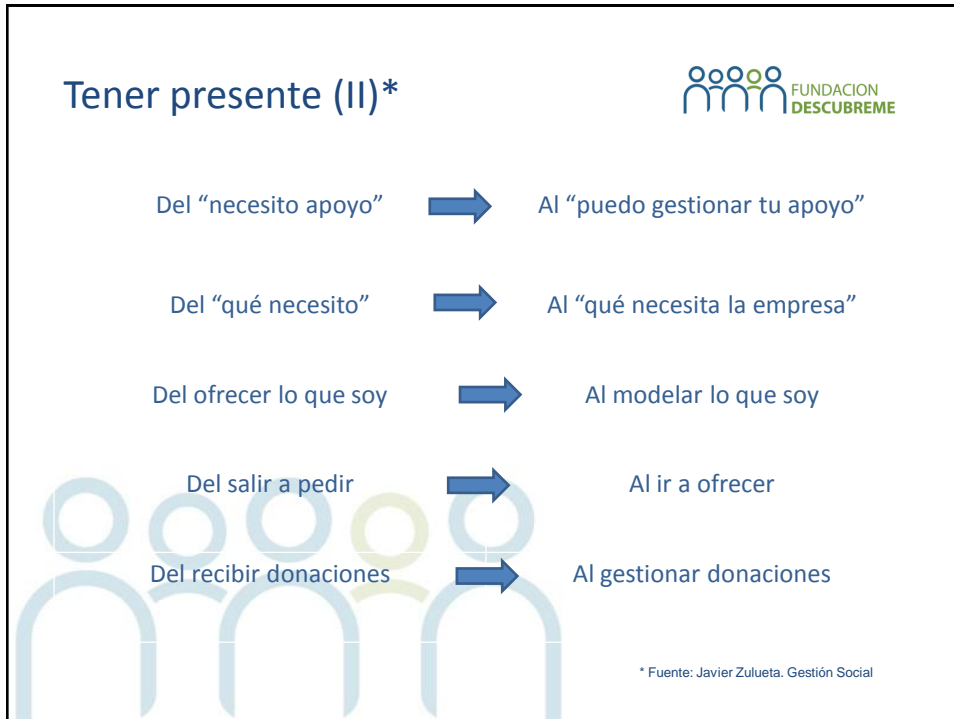 Tener presente (II)*
FUNDACION
DESCUBREME
Del “necesito apoyo” Al “puedo gestionar tu apoyo”
Del “qué necesito” Al “qué necesita la empresa”
Del ofrecer lo que soy Al modelar lo que soy
Del salir a pedir Al ir a ofrecer
Del recibir donaciones Al gestionar donaciones
* Fuente: Javier Zulueta. Gestión Social